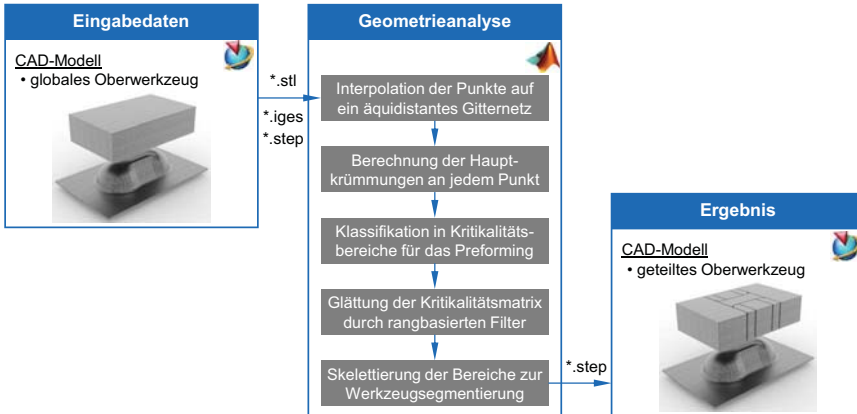 Eingabedaten
CAD-Modell
• globales Oberwerkzeug
*.stl
*.iges
*.step
Geometrieanalyse
Interpolation der Punkte auf
ein äquidistantes Gitternetz
Berechnung der Haupt-
krümmungen an jedem Punkt
Klassifikation in Kritikalitäts-
bereiche für das Preforming
Glättung der Kritikalitätsmatrix
durch rangbasierten Filter
Skelettierung der Bereiche zur
Werkzeugsegmentierung
*.step
Ergebnis
CAD-Modell
• geteiltes Oberwerkzeug